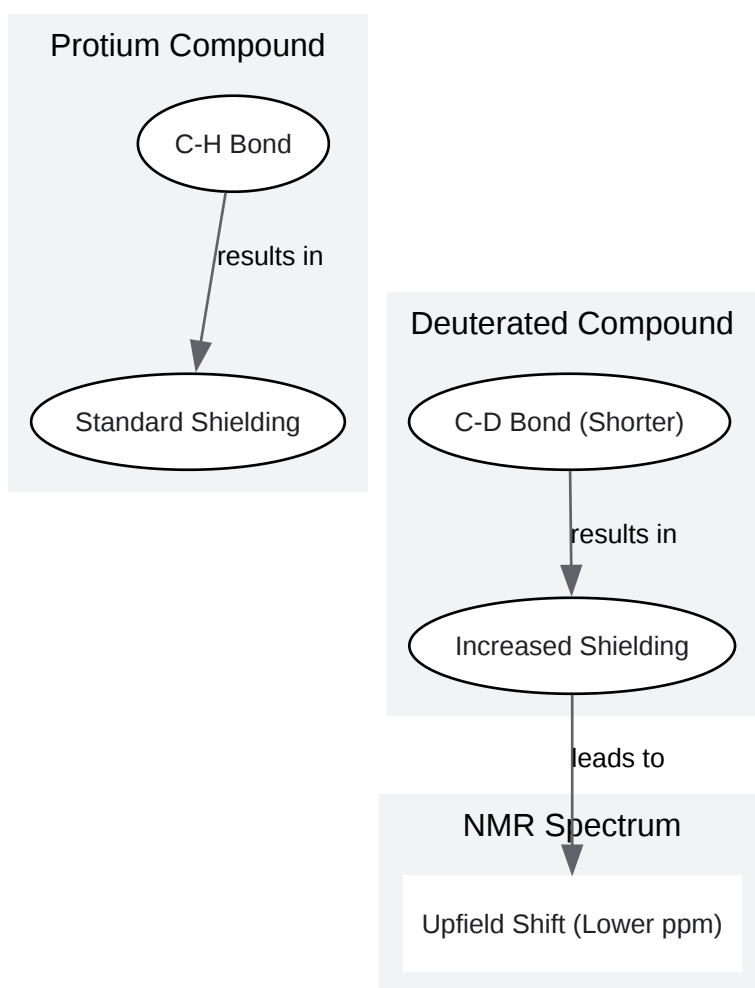 Protium Compound
C-H Bond
results in
Standard Shielding
Deuterated Compound
C-D Bond (Shorter)
results in
Increased Shielding
leads to
NMR Spectrum
Upfield Shift (Lower ppm)